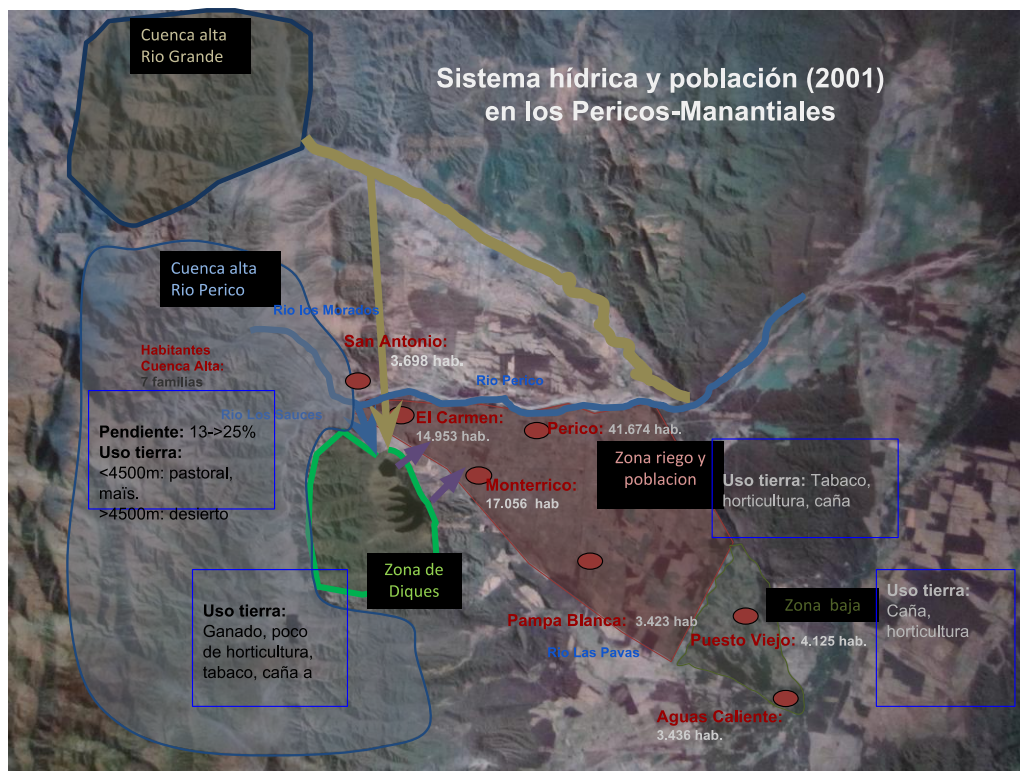 Cuenca alta
Rio Grande
Sistema hídrica y población (2001)
en los Pericos-Manantiales
Cuenca alta
Rio Perico
Rio los Morados
San Antonio:
3.698 hab.
Habitantes
Cuenca Alta:
7 familias
Rio Perico
Rio Las Sauces
El Carmen:
14.953 hab.
Perico: 41.674 hab.
Pendiente: 13->25%
Uso tierra:
<4500m: pastoral,
maïs.
>4500m: desierto
Zona riego y
poblacion
Uso tierra: Tabaco,
horticultura, caña
Monterrico:
17.056 hab
Zona de
Diques
Uso tierra:
Ganado, poco
de horticultura,
tabaco, caña a
Zona baja
Uso tierra:
Caña,
horticultura
Pampa Blanca: 3.423 hab
Puesto Viejo: 4.125 hab.
Rio Las Pavas
Aguas Caliente:
3.436 hab.